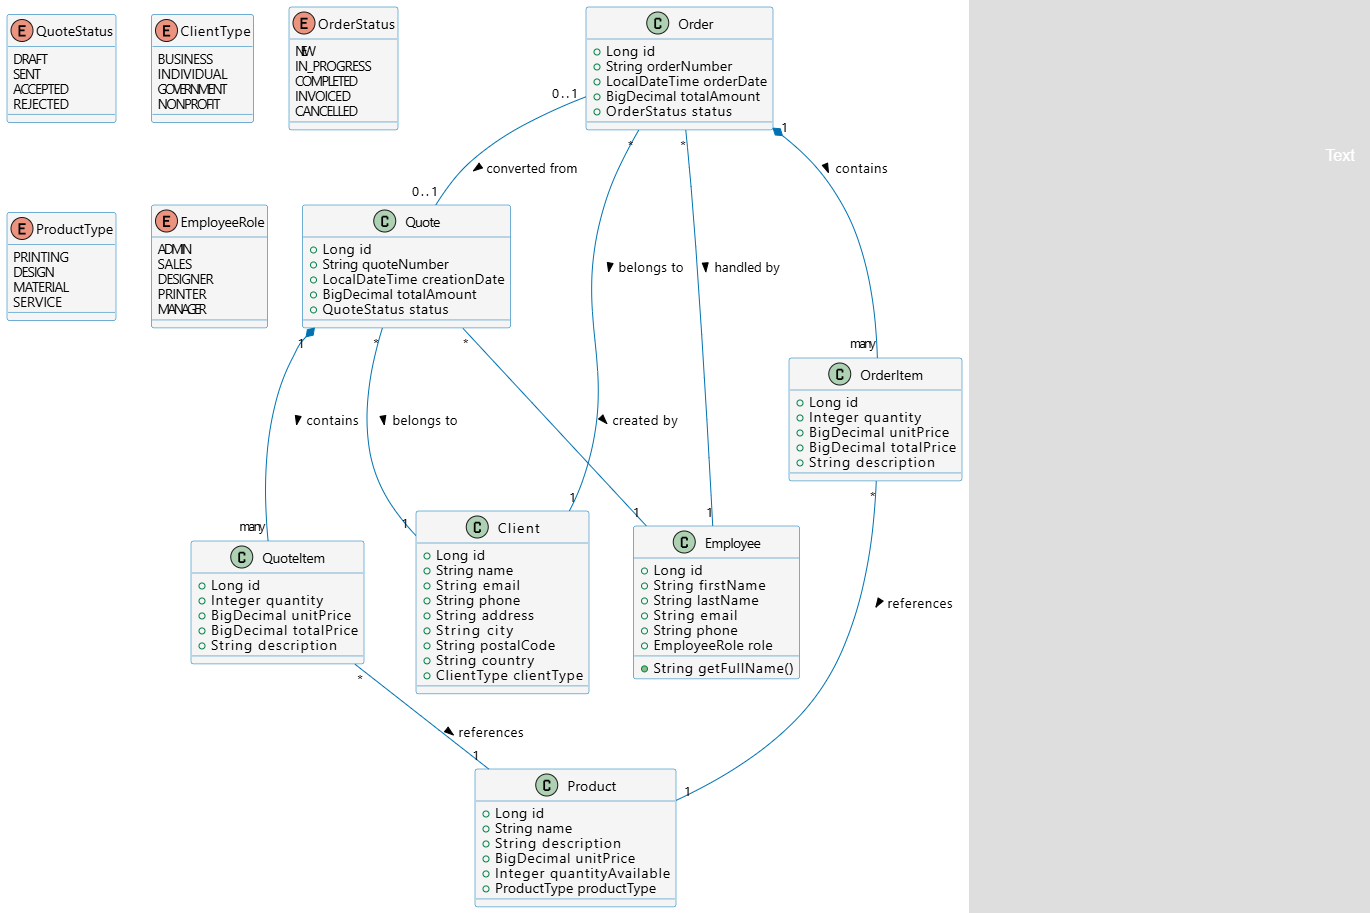 QuoteStatus
DRAFT
SENT
ACCEPTED
REJECTED
ClientType
BUSINESS
INDIVIDUAL
GOVERNMENT
NONPROFIT
OrderStatus
NEW
IN_PROGRESS
COMPLETED
INVOICED
CANCELLED
Order
Long id
String orderNumber
LocalDateTime orderDate
BigDecimal totalAmount
OrderStatus status
0..1
1
*
*
converted from
contains
Text
0..1
ProductType
PRINTING
DESIGN
MATERIAL
SERVICE
EmployeeRole
ADMIN
SALES
DESIGNER
PRINTER
MANAGER
Quote
Long id
String quoteNumber
LocalDateTime creationDate
BigDecimal totalAmount
QuoteStatus status
belongs to
handled by
1
*
*
many
OrderItem
Long id
Integer quantity
BigDecimal unitPrice
BigDecimal totalPrice
String description
contains
belongs to
created by
*
many
1
1
1
1
QuoteItem
Long id
Integer quantity
BigDecimal unitPrice
BigDecimal totalPrice
String description
Client
Long id
String name
String email
String phone
String address
String city
String postalCode
String country
ClientType clientType
Employee
Long id
String firstName
String lastName
String email
String phone
EmployeeRole role
String getFullName()
references
*
references
1
1
Product
Long id
String name
String description
BigDecimal unitPrice
Integer quantityAvailable
ProductType productType